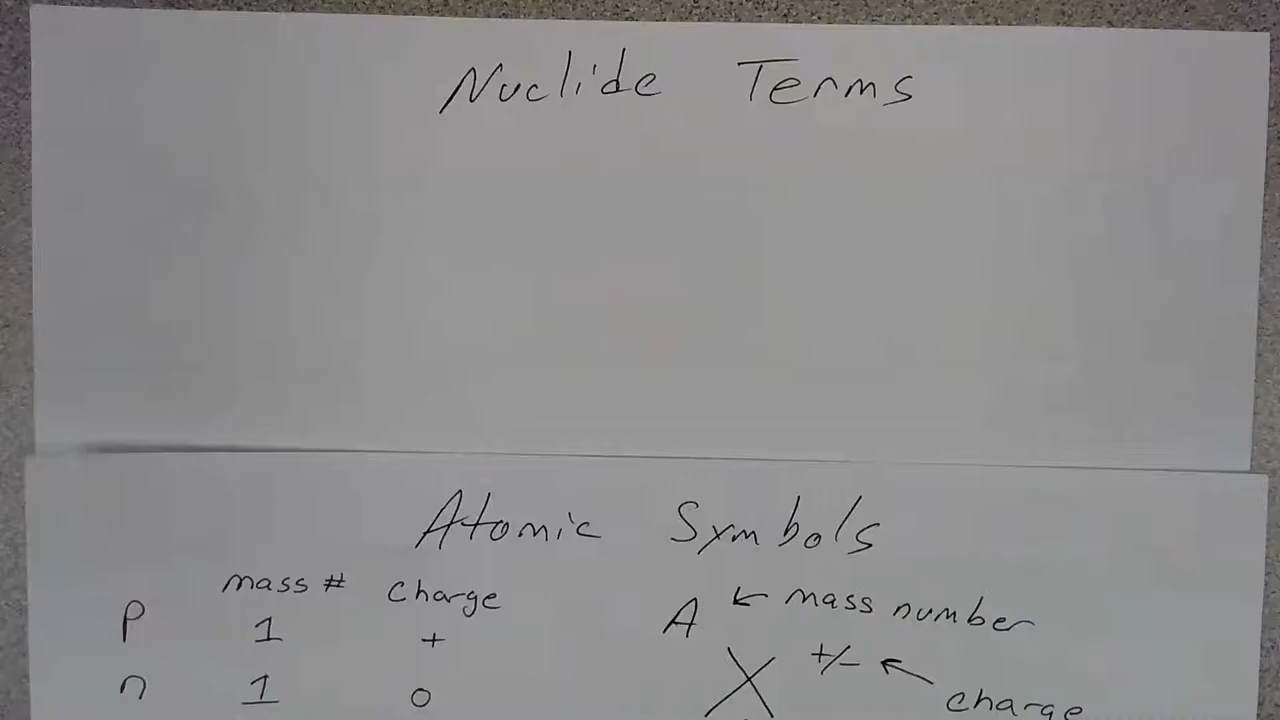 Nuclide Terms
Atomic Symbols
mass # charge
p 1 +
n 1 0
A ← mass number
X +/- ← charge